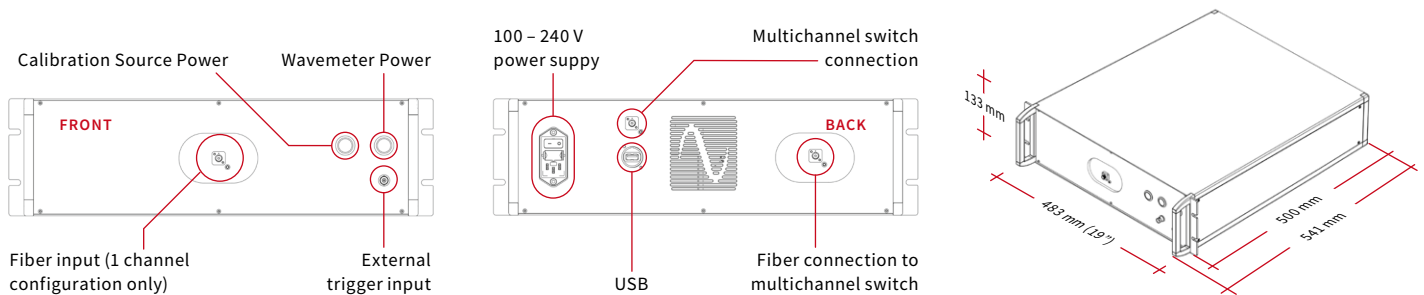 Calibration Source Power
Wavemeter Power
FRONT
Fiber input (1 channel
configuration only)
External
trigger input
100 – 240 V
power suppy
Multichannel switch
connection
BACK
USB
Fiber connection to
multichannel switch
133 mm
483 mm (19”)
500 mm
541 mm